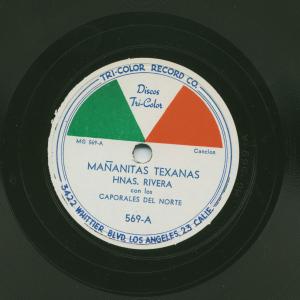 TRI-COLOR RECORD CO.
Discos
Tri-Color
MG 569-A
Cancion
MAÑANITAS TEXANAS
HNAS. RIVERA
con los
CAPORALES DEL NORTE
569-A
3422 WHITTIER BLVD. LOS ANGELES, 23 CALIF.